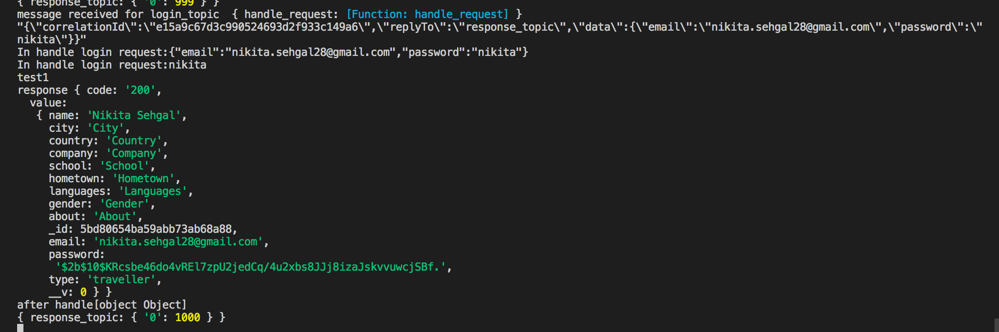 { response_topic: { '0': 999 } }
message received for login_topic  { handle_request: [Function: handle_request] }
"{\"correlationId\":\"e15a9c67d3c990524693d2f933c149a6\",\"replyTo\":\"response_topic\",\"data\":{\"email\":\"nikita.sehgal28@gmail.com\",\"password\":\"
nikita\"}}"
In handle login request:{"email":"nikita.sehgal28@gmail.com","password":"nikita"}
In handle login request:nikita
test1
response { code: '200',
  value:
   { name: 'Nikita Sehgal',
     city: 'City',
     country: 'Country',
     company: 'Company',
     school: 'School',
     hometown: 'Hometown',
     languages: 'Languages',
     gender: 'Gender',
     about: 'About',
     _id: 5bd80654ba59abb73ab68a88,
     email: 'nikita.sehgal28@gmail.com',
     password:
      '$2b$10$KRcsbe46do4vREl7zpU2jedCq/4u2xbs8JJj8izaJskvvuwcjSBf.',
     type: 'traveller',
     __v: 0 } }
after handle[object Object]
{ response_topic: { '0': 1000 } }